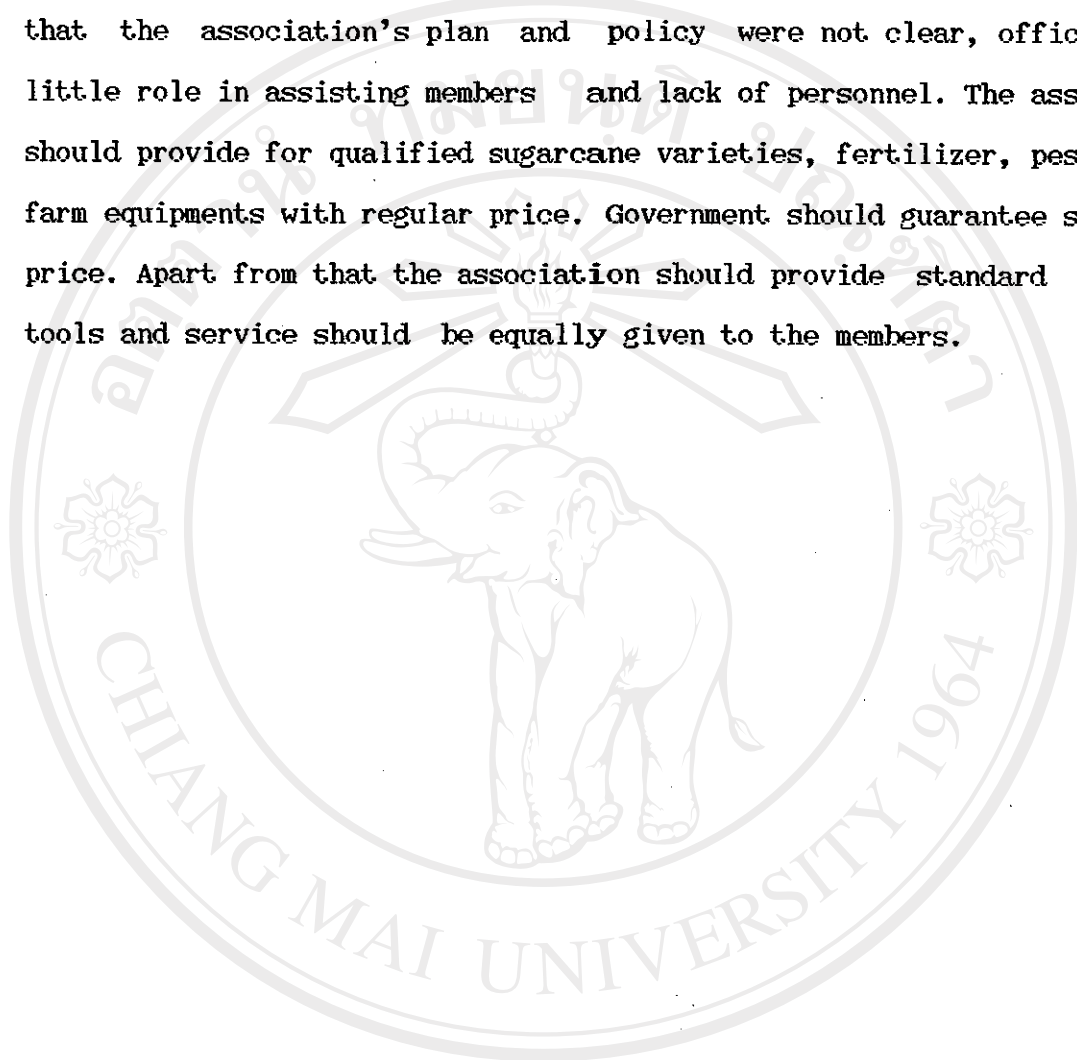 that the association's plan and policy were not clear, offic
little role in assisting members and lack of personnel. The ass
should provide for qualified sugarcane varieties, fertilizer, pes
farm equipments with regular price. Government should guarantee s
price. Apart from that the association should provide standard
tools and service should be equally given to the members.
CHIANG MAI UNIVERSITY 1964